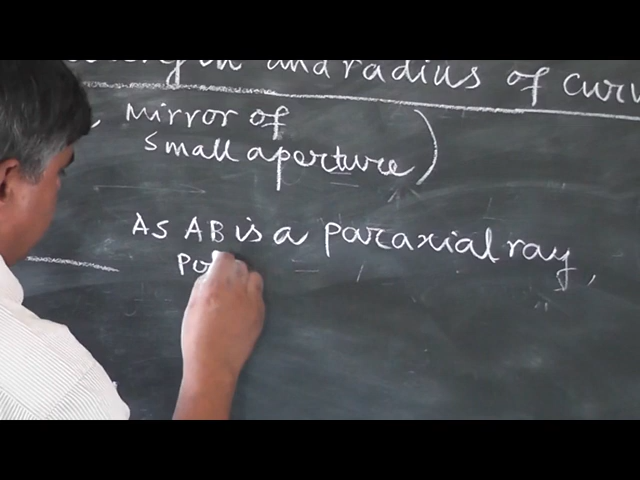 and radius of curv
, Mirror of
small aperture)
As AB is a paraxial ray,
Po